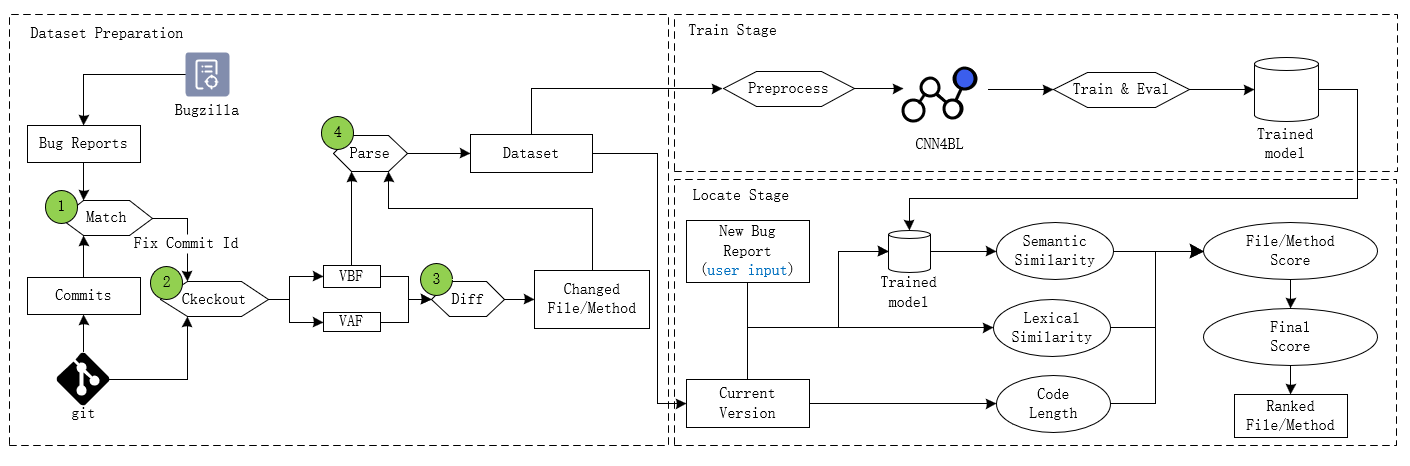 Dataset Preparation
Bugzilla
Bug Reports
1
Match
Fix Commit Id
Commits
2
Ckeckout
git
VBF
VAF
3
Diff
Changed
File/Method
4
Parse
Dataset
Train Stage
Preprocess
CNN4BL
Train & Eval
Trained
model
Locate Stage
New Bug
Report
(user input)
Current
Version
Trained
model
Semantic
Similarity
Lexical
Similarity
Code
Length
File/Method
Score
Final
Score
Ranked
File/Method